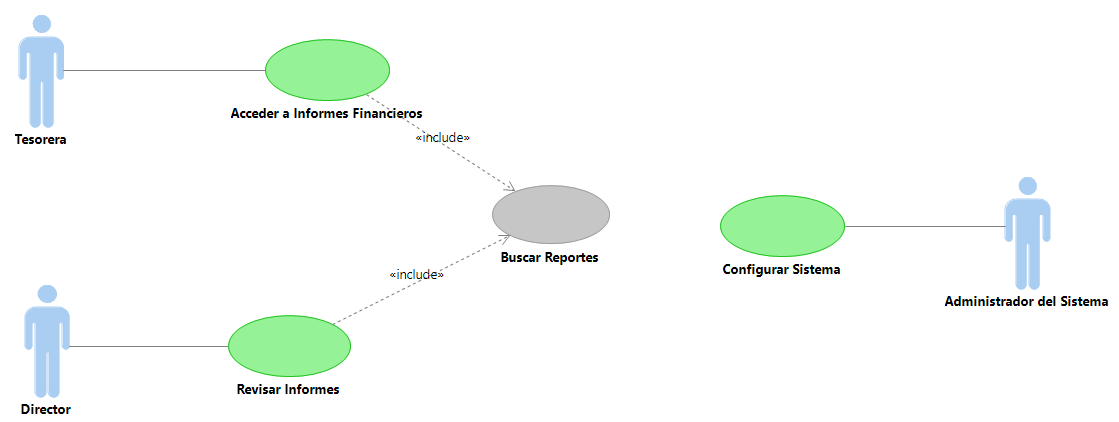 Acceder a Informes Financieros
Tesorera
«include»
Buscar Reportes
Configurar Sistema
«include»
Administrador del Sistema
Revisar Informes
Director